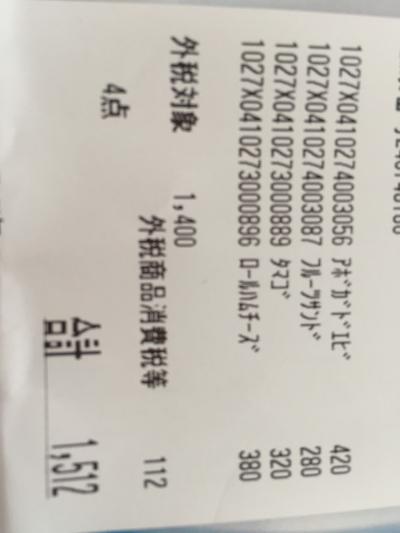 1027X0410274003056 ｱﾎﾞｶﾞﾄﾞｴﾋﾞ 420
1027X0410274003087 ﾌﾙｰﾂｻﾝﾄﾞ 280
1027X0410273000889 ﾀﾏｺﾞ 320
1027X0410273000896 ﾛｰﾙﾊﾑﾁｰｽﾞ 380
外税対象 1,400
外税商品消費税等 112
4点
合計 1,512